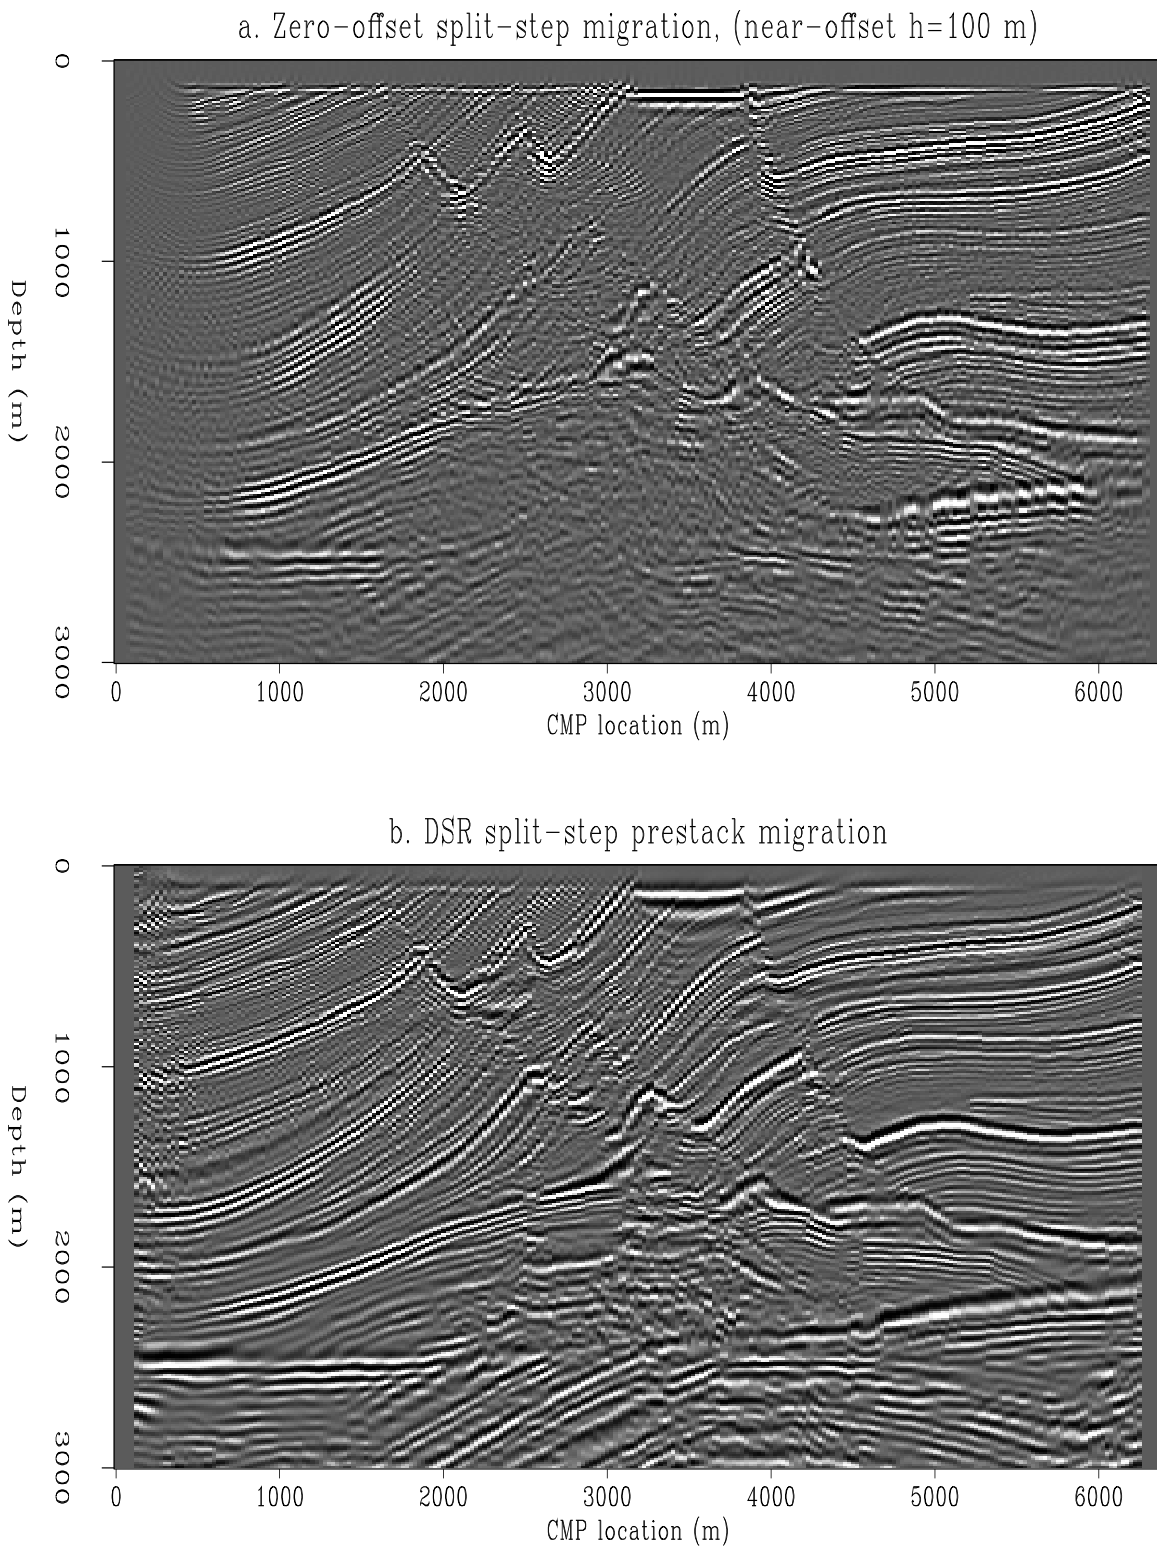 a. Zero-offset split-step migration, (near-offset h=100 m)
0
1000
2000
3000
Depth (m)
0 1000 2000 3000 4000 5000 6000
CMP location (m)
b. DSR split-step prestack migration
0
1000
2000
3000
Depth (m)
0 1000 2000 3000 4000 5000 6000
CMP location (m)